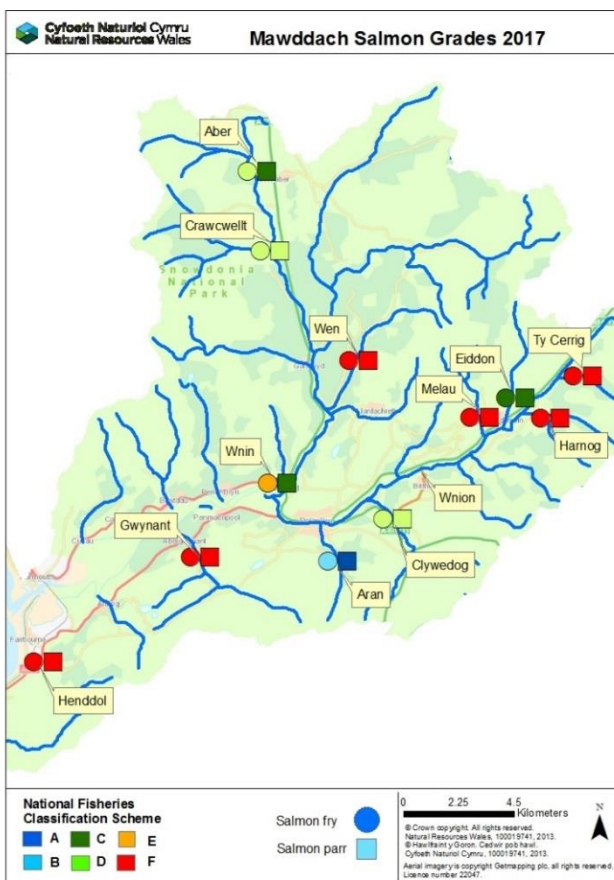 Cyfoeth Naturiol Cymru
Natural Resources Wales
Mawddach Salmon Grades 2017
Aber
Crawcwellt
Snowdonia
National
Park
Wen
Eiddon
Ty Cerrig
Melau
Harnog
Wnin
Wnion
Gwynant
Clywedog
Aran
Fairbourne
Henddol
National Fisheries
Classification Scheme
A C E
B D F
Salmon fry
Salmon parr
0 2.25 4.5
Kilometers
N
© Crown copyright. All rights reserved.
Natural Resources Wales, 100019741, 2013.
© Hawlfraint y Goron. Cedwir pob hawl.
Cyfoeth Naturiol Cymru, 100019741, 2013.
Aerial imagery is copyright Getmapping plc, all rights reserved.
Licence number 22047.